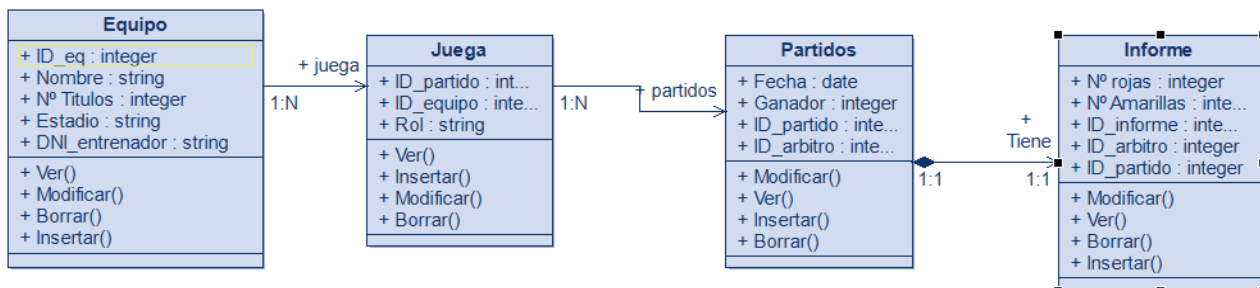 Equipo
+ ID_eq : integer
+ Nombre : string
+ Nº Titulos : integer
+ Estadio : string
+ DNI_entrenador : string
+ Ver()
+ Modificar()
+ Borrar()
+ Insertar()
+ juega
1:N
Juega
+ ID_partido : int...
+ ID_equipo : inte...
+ Rol : string
+ Ver()
+ Insertar()
+ Modificar()
+ Borrar()
1:N
+ partidos
Partidos
+ Fecha : date
+ Ganador : integer
+ ID_partido : inte...
+ ID_arbitro : inte...
+ Modificar()
+ Ver()
+ Insertar()
+ Borrar()
1:1
+
Tiene
1:1
Informe
+ Nº rojas : integer
+ Nº Amarillas : inte...
+ ID_informe : inte...
+ ID_arbitro : integer
+ ID_partido : integer
+ Modificar()
+ Ver()
+ Borrar()
+ Insertar()